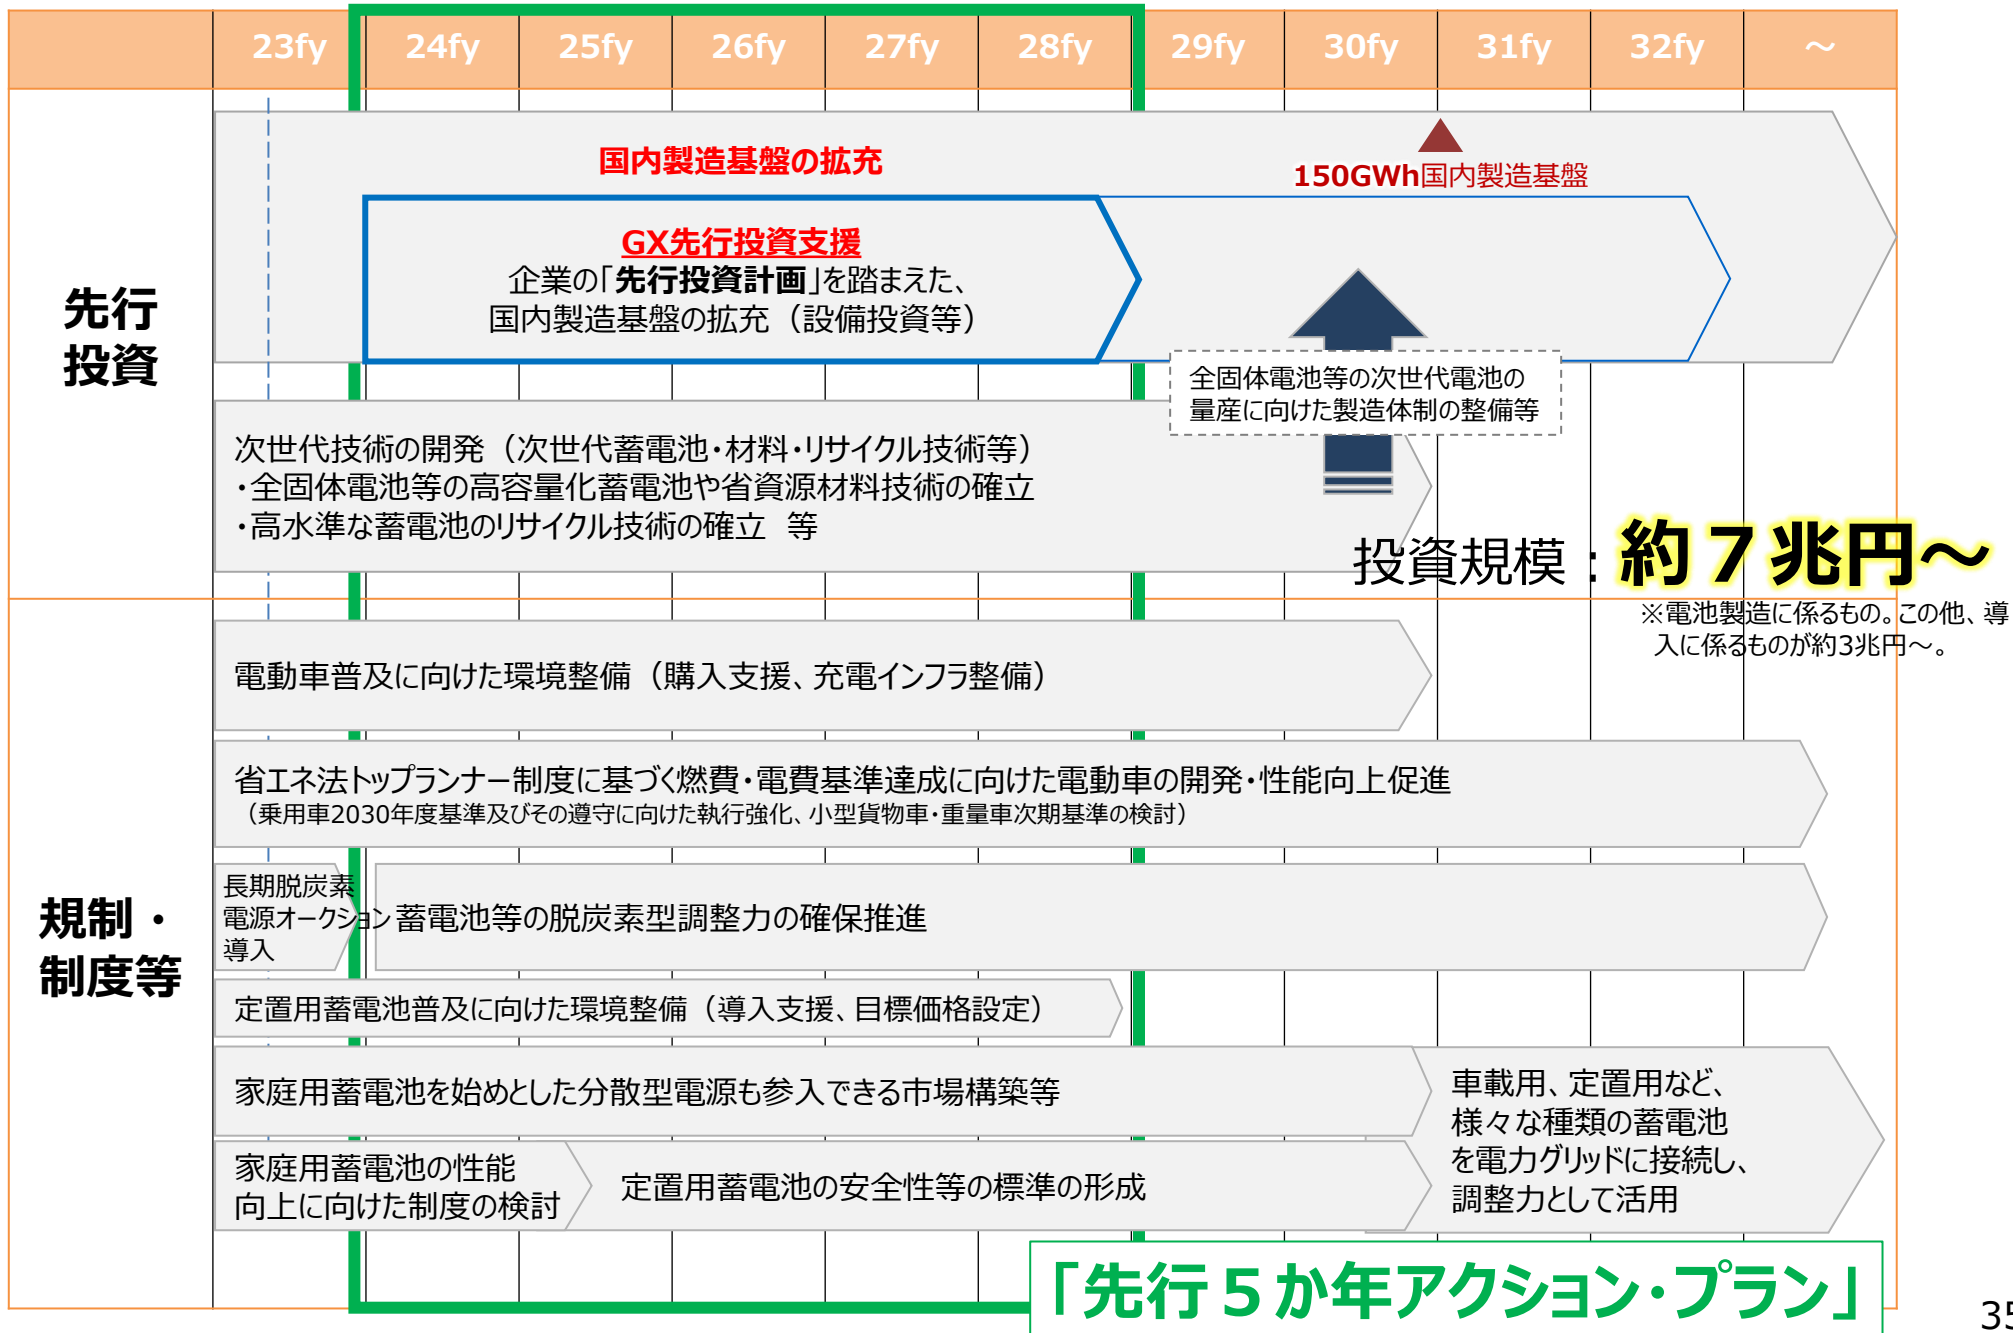 23fy 24fy 25fy 26fy 27fy 28fy 29fy 30fy 31fy 32fy ～
先行
投資
国内製造基盤の拡充
150GWh国内製造基盤
GX先行投資支援
企業の「先行投資計画」を踏まえた、
国内製造基盤の拡充（設備投資等）
全固体電池等の次世代電池の
量産に向けた製造体制の整備等
次世代技術の開発（次世代蓄電池・材料・リサイクル技術等）
・全固体電池等の高容量化蓄電池や省資源材料技術の確立
・高水準な蓄電池のリサイクル技術の確立　等
投資規模：約７兆円～
※電池製造に係るもの。この他、導
入に係るものが約3兆円～。
規制・
制度等
電動車普及に向けた環境整備（購入支援、充電インフラ整備）
省エネ法トップランナー制度に基づく燃費・電費基準達成に向けた電動車の開発・性能向上促進
（乗用車2030年度基準及びその遵守に向けた執行強化、小型貨物車・重量車次期基準の検討）
長期脱炭素
電源オークション
導入
蓄電池等の脱炭素型調整力の確保推進
定置用蓄電池普及に向けた環境整備（導入支援、目標価格設定）
家庭用蓄電池を始めとした分散型電源も参入できる市場構築等
家庭用蓄電池の性能
向上に向けた制度の検討
定置用蓄電池の安全性等の標準の形成
車載用、定置用など、
様々な種類の蓄電池
を電力グリッドに接続し、
調整力として活用
「先行５か年アクション・プラン」
35